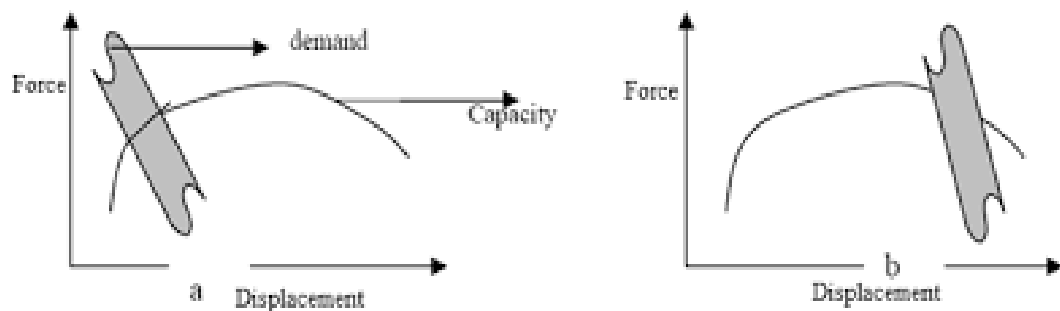 demand
Force
Capacity
a
Displacement
Force
b
Displacement